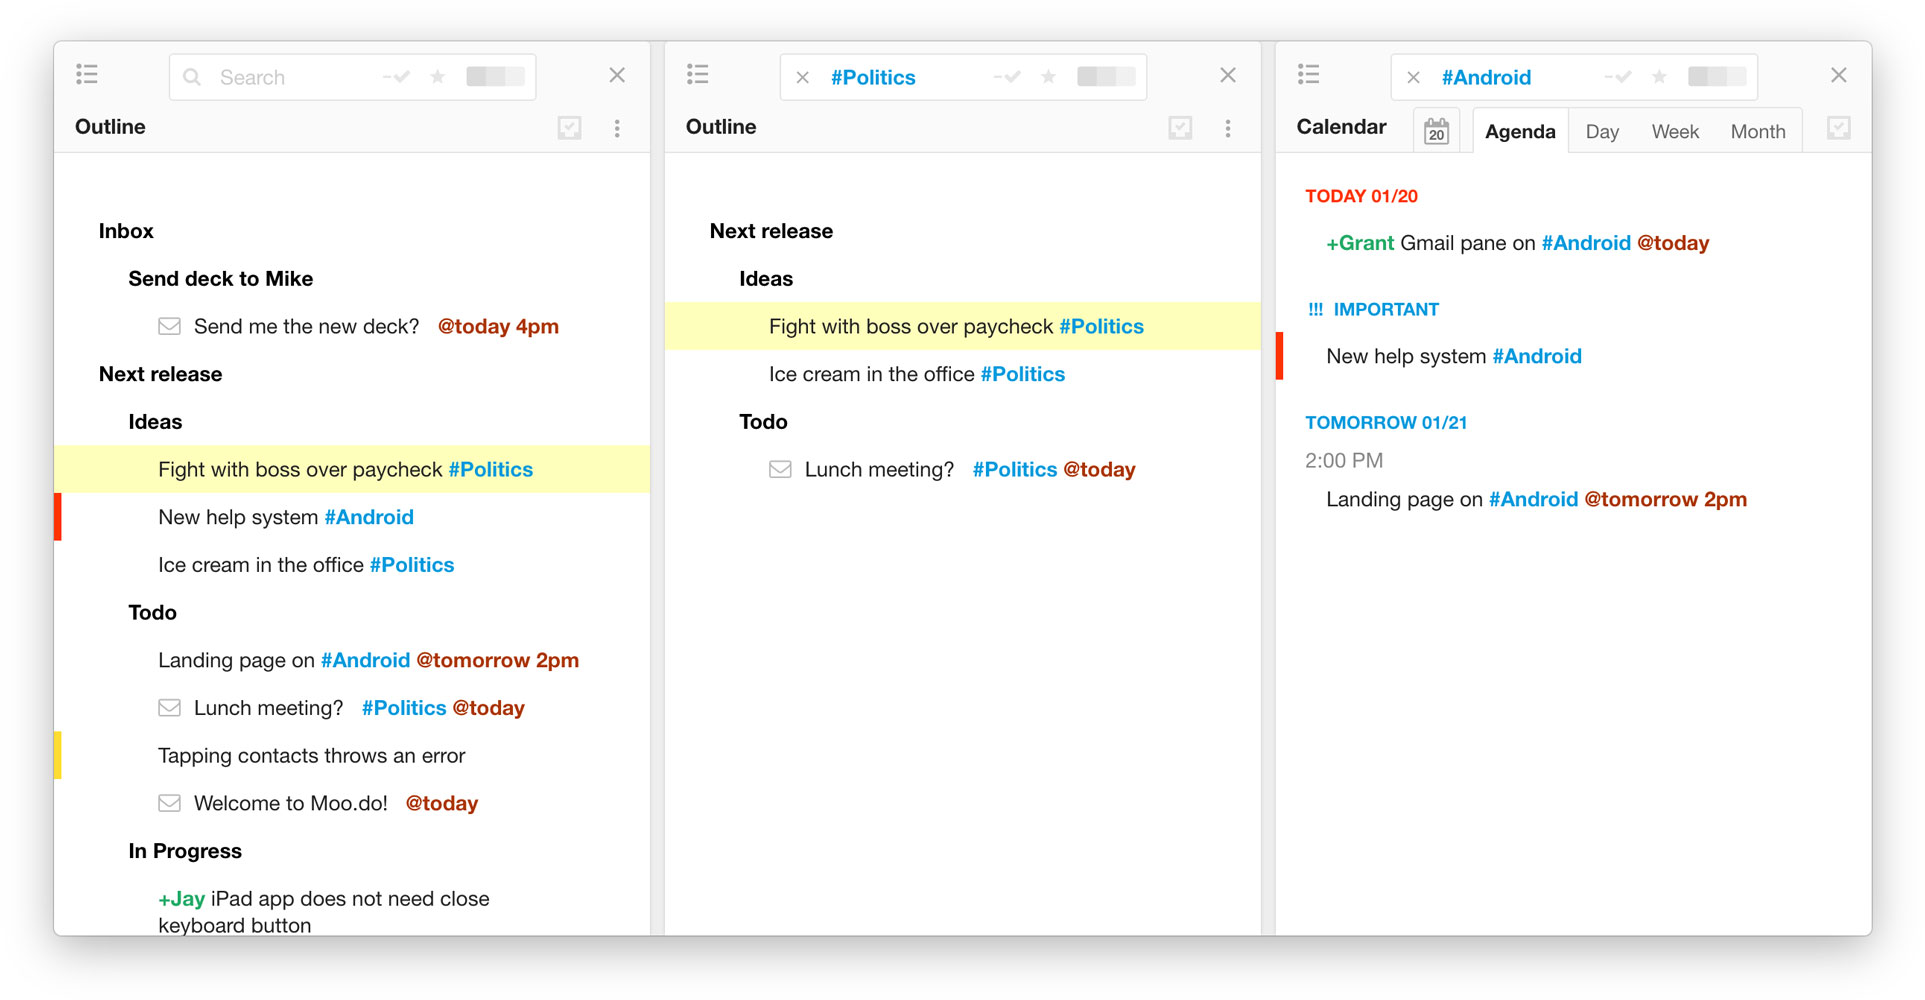 Search
Outline
Inbox
Send deck to Mike
Send me the new deck? @today 4pm
Next release
Ideas
Fight with boss over paycheck #Politics
New help system #Android
Ice cream in the office #Politics
Todo
Landing page on #Android @tomorrow 2pm
Lunch meeting? #Politics @today
Tapping contacts throws an error
Welcome to Moo.do! @today
In Progress
+Jay iPad app does not need close
keyboard button
#Politics
Outline
Next release
Ideas
Fight with boss over paycheck #Politics
Ice cream in the office #Politics
Todo
Lunch meeting? #Politics @today
#Android
Calendar 20 Agenda Day Week Month
TODAY 01/20
+Grant Gmail pane on #Android @today
!!! IMPORTANT
New help system #Android
TOMORROW 01/21
2:00 PM
Landing page on #Android @tomorrow 2pm